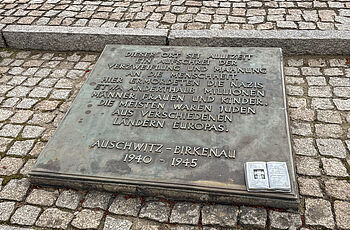 DIESER ORT SEI ALLEZEIT
EIN AUFSCHREI DER
VERZWEIFLUNG UND MAHNUNG
AN DIE MENSCHHEIT.
HIER ERMORDETEN DIE NAZIS
ETWA ANDERTHALB MILLIONEN
MÄNNER, FRAUEN UND KINDER.
DIE MEISTEN WAREN JUDEN
AUS VERSCHIEDENEN
LÄNDERN EUROPAS.
AUSCHWITZ-BIRKENAU
1940 - 1945